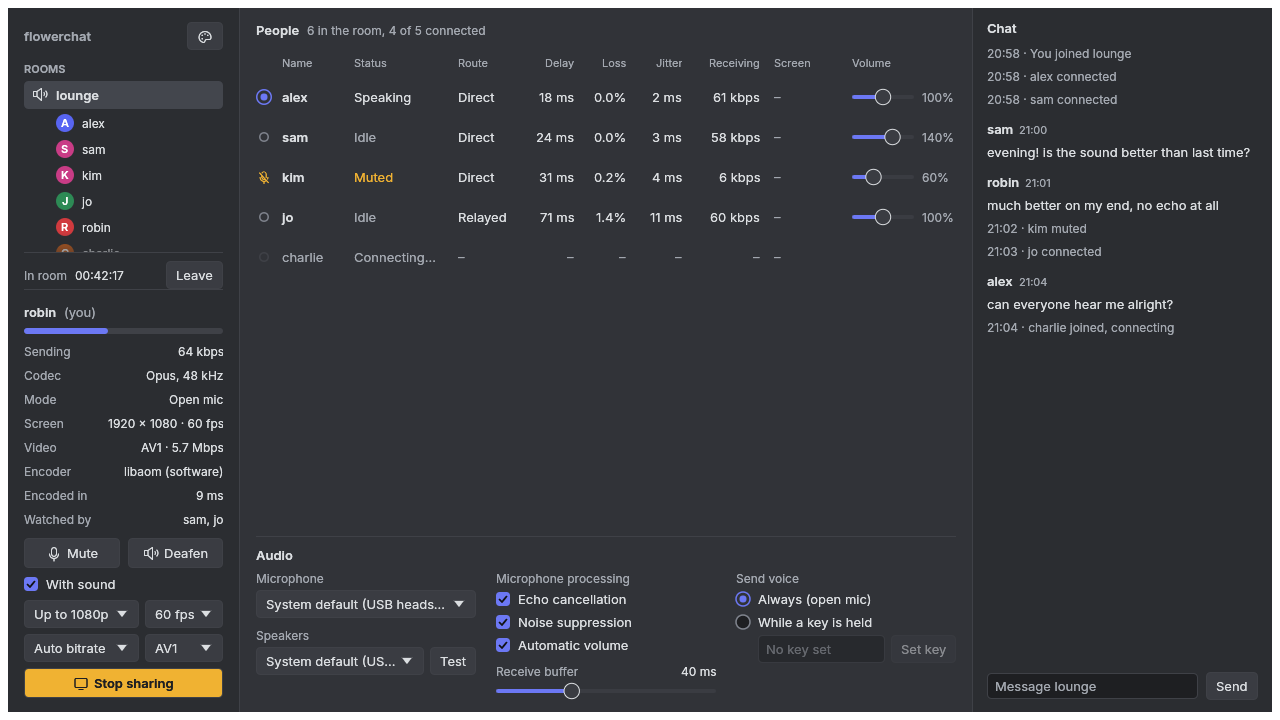 flowerchat
ROOMS
lounge
A alex
S sam
K kim
J jo
R robin
C charlie
In room 00:42:17 Leave
robin (you)
Sending 64 kbps
Codec Opus, 48 kHz
Mode Open mic
Screen 1920 × 1080 · 60 fps
Video AV1 · 5.7 Mbps
Encoder libaom (software)
Encoded in 9 ms
Watched by sam, jo
Mute Deafen
With sound
Up to 1080p 60 fps
Auto bitrate AV1
Stop sharing
People 6 in the room, 4 of 5 connected
Name Status Route Delay Loss Jitter Receiving Screen Volume
alex Speaking Direct 18 ms 0.0% 2 ms 61 kbps – 100%
sam Idle Direct 24 ms 0.0% 3 ms 58 kbps – 140%
kim Muted Direct 31 ms 0.2% 4 ms 6 kbps – 60%
jo Idle Relayed 71 ms 1.4% 11 ms 60 kbps – 100%
charlie Connecting... – – – – – –
Audio
Microphone
System default (USB heads...
Speakers
System default (US... Test
Microphone processing
Echo cancellation
Noise suppression
Automatic volume
Receive buffer 40 ms
Send voice
Always (open mic)
While a key is held
No key set Set key
Chat
20:58 · You joined lounge
20:58 · alex connected
20:58 · sam connected
sam 21:00
evening! is the sound better than last time?
robin 21:01
much better on my end, no echo at all
21:02 · kim muted
21:03 · jo connected
alex 21:04
can everyone hear me alright?
21:04 · charlie joined, connecting
Message lounge Send